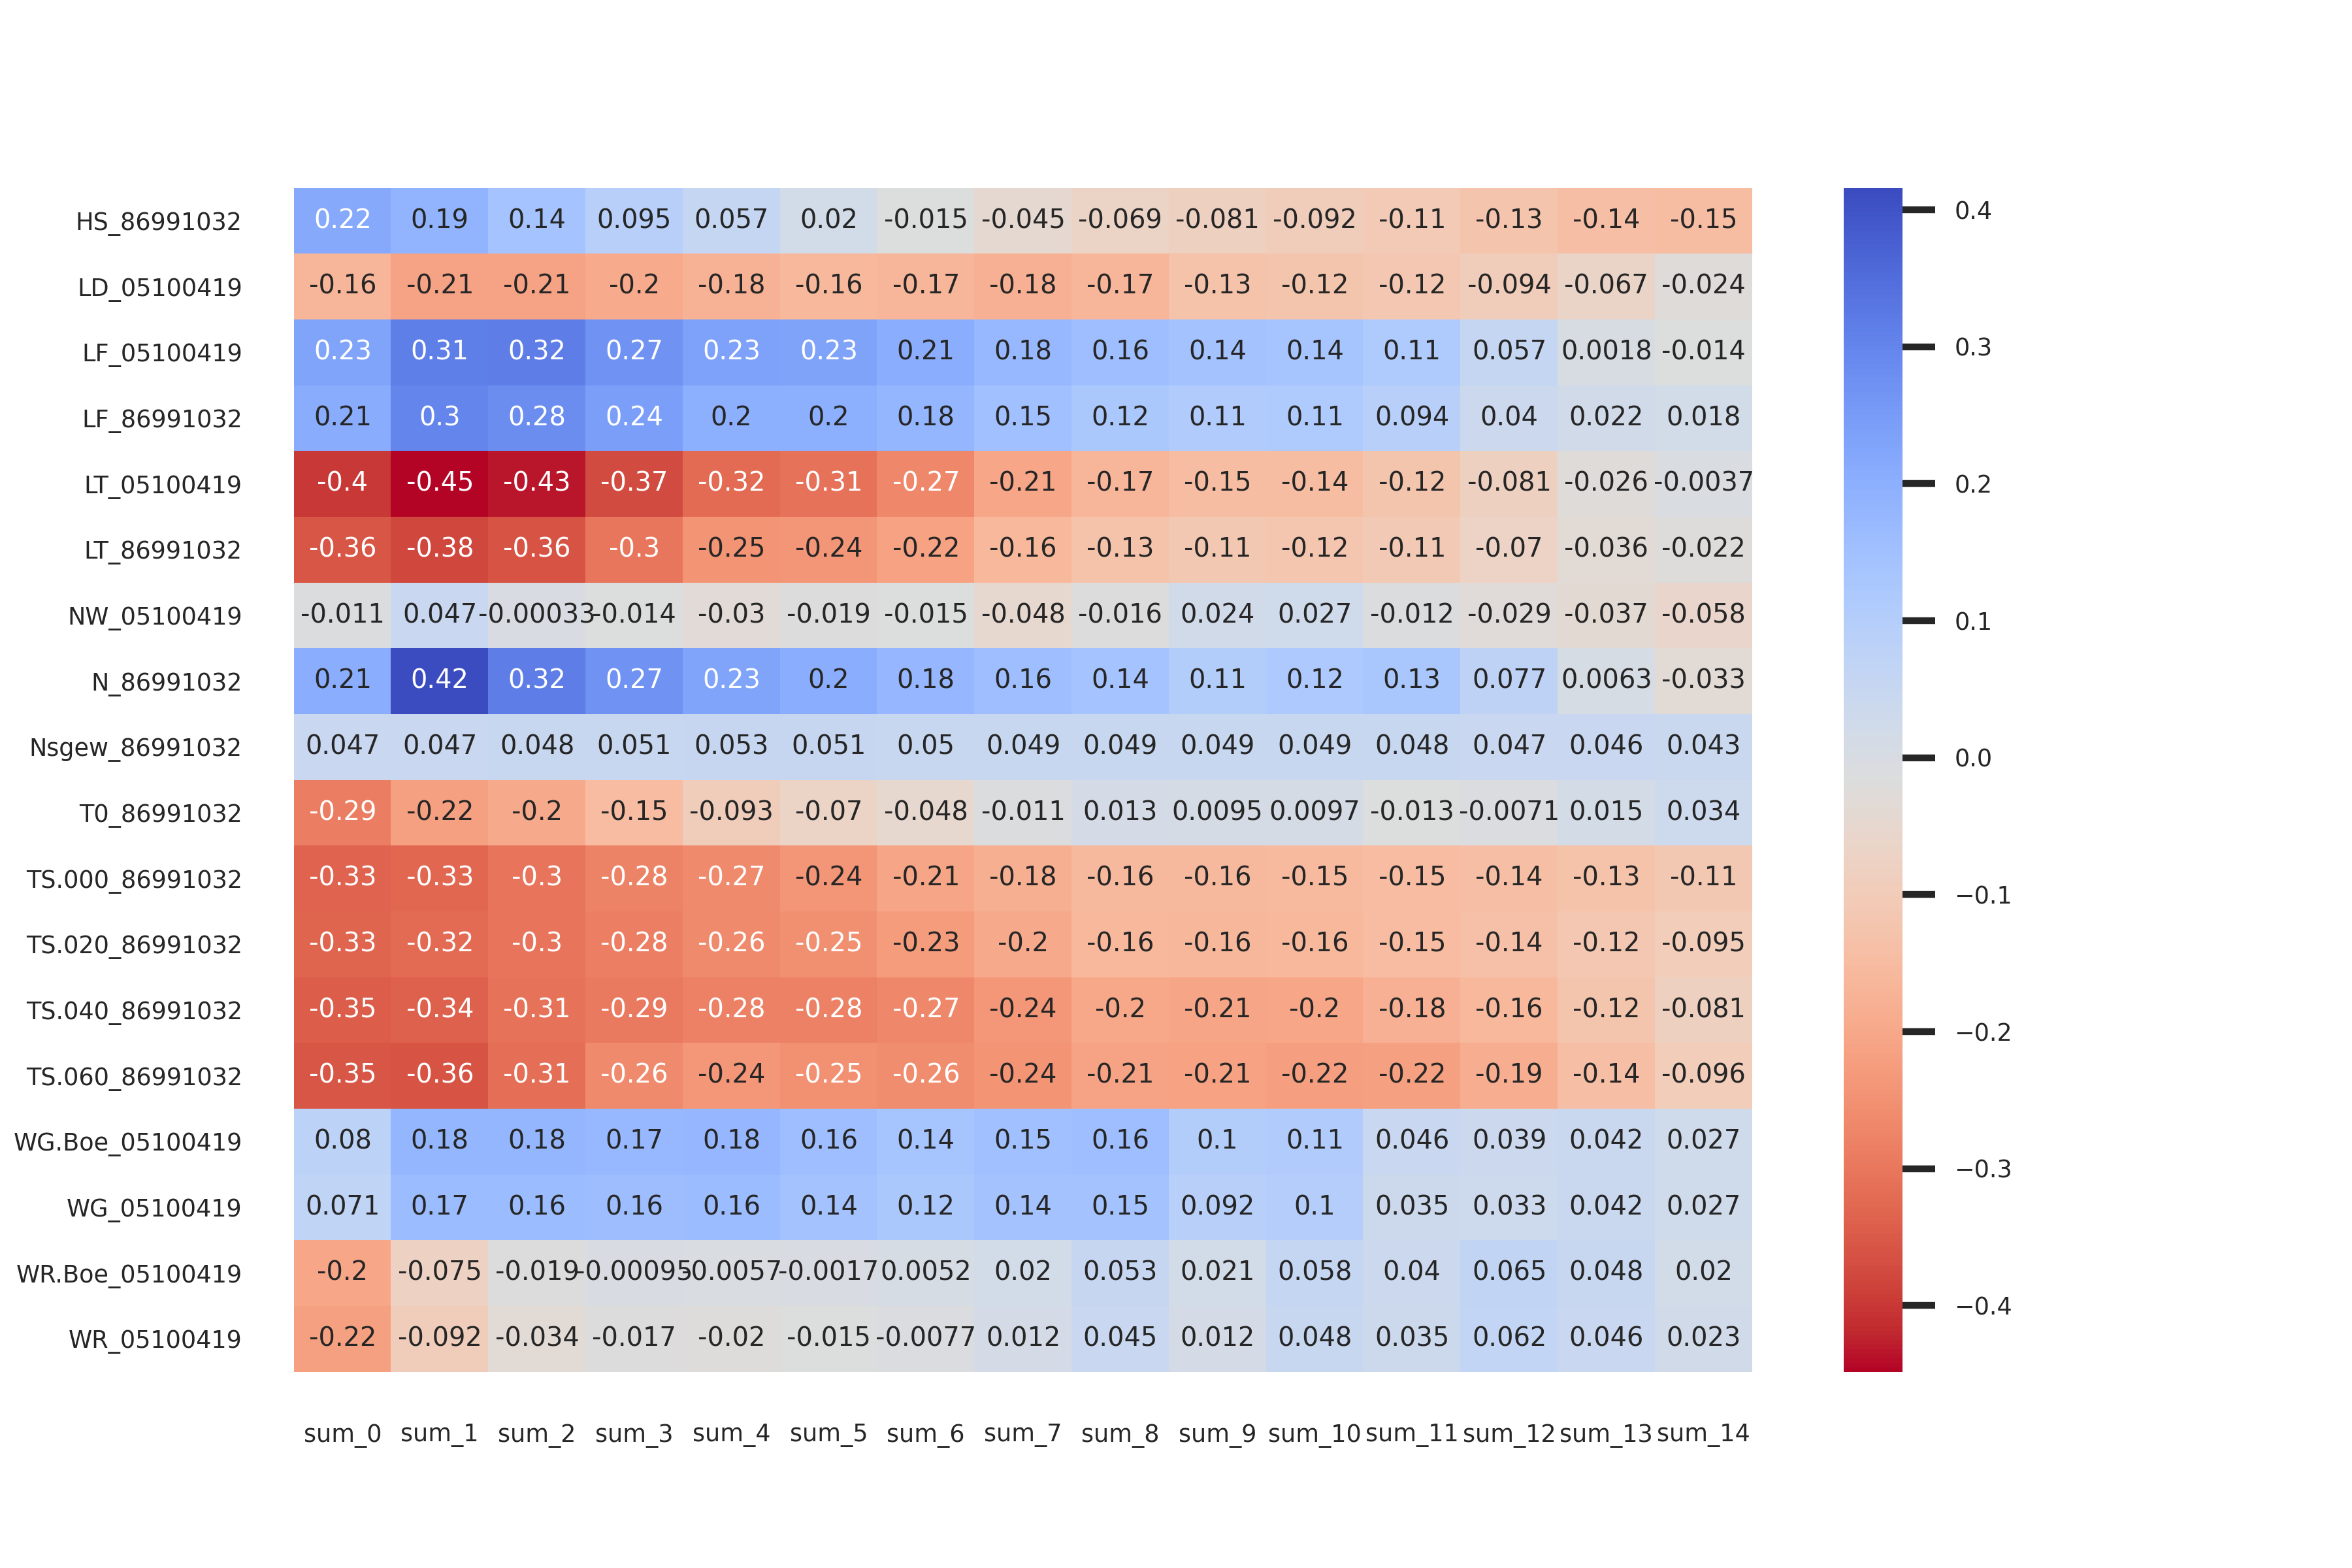 HS_86991032 0.22 0.19 0.14 0.095 0.057 0.02 -0.015 -0.045 -0.069 -0.081 -0.092 -0.11 -0.13 -0.14 -0.15
LD_05100419 -0.16 -0.21 -0.21 -0.2 -0.18 -0.16 -0.17 -0.18 -0.17 -0.13 -0.12 -0.12 -0.094 -0.067 -0.024
LF_05100419 0.23 0.31 0.32 0.27 0.23 0.23 0.21 0.18 0.16 0.14 0.14 0.11 0.057 0.0018 -0.014
LF_86991032 0.21 0.3 0.28 0.24 0.2 0.2 0.18 0.15 0.12 0.11 0.11 0.094 0.04 0.022 0.018
LT_05100419 -0.4 -0.45 -0.43 -0.37 -0.32 -0.31 -0.27 -0.21 -0.17 -0.15 -0.14 -0.12 -0.081 -0.026 -0.0037
LT_86991032 -0.36 -0.38 -0.36 -0.3 -0.25 -0.24 -0.22 -0.16 -0.13 -0.11 -0.12 -0.11 -0.07 -0.036 -0.022
NW_05100419 -0.011 0.047 -0.00033 -0.014 -0.03 -0.019 -0.015 -0.048 -0.016 0.024 0.027 -0.012 -0.029 -0.037 -0.058
N_86991032 0.21 0.42 0.32 0.27 0.23 0.2 0.18 0.16 0.14 0.11 0.12 0.13 0.077 0.0063 -0.033
Nsgew_86991032 0.047 0.047 0.048 0.051 0.053 0.051 0.05 0.049 0.049 0.049 0.049 0.048 0.047 0.046 0.043
T0_86991032 -0.29 -0.22 -0.2 -0.15 -0.093 -0.07 -0.048 -0.011 0.013 0.0095 0.0097 -0.013 -0.0071 0.015 0.034
TS.000_86991032 -0.33 -0.33 -0.3 -0.28 -0.27 -0.24 -0.21 -0.18 -0.16 -0.16 -0.15 -0.15 -0.14 -0.13 -0.11
TS.020_86991032 -0.33 -0.32 -0.3 -0.28 -0.26 -0.25 -0.23 -0.2 -0.16 -0.16 -0.16 -0.15 -0.14 -0.12 -0.095
TS.040_86991032 -0.35 -0.34 -0.31 -0.29 -0.28 -0.28 -0.27 -0.24 -0.2 -0.21 -0.2 -0.18 -0.16 -0.12 -0.081
TS.060_86991032 -0.35 -0.36 -0.31 -0.26 -0.24 -0.25 -0.26 -0.24 -0.21 -0.21 -0.22 -0.22 -0.19 -0.14 -0.096
WG.Boe_05100419 0.08 0.18 0.18 0.17 0.18 0.16 0.14 0.15 0.16 0.1 0.11 0.046 0.039 0.042 0.027
WG_05100419 0.071 0.17 0.16 0.16 0.16 0.14 0.12 0.14 0.15 0.092 0.1 0.035 0.033 0.042 0.027
WR.Boe_05100419 -0.2 -0.075 -0.019 -0.00095 -0.0057 -0.0017 0.0052 0.02 0.053 0.021 0.058 0.04 0.065 0.048 0.02
WR_05100419 -0.22 -0.092 -0.034 -0.017 -0.02 -0.015 -0.0077 0.012 0.045 0.012 0.048 0.035 0.062 0.046 0.023
sum_0 sum_1 sum_2 sum_3 sum_4 sum_5 sum_6 sum_7 sum_8 sum_9 sum_10 sum_11 sum_12 sum_13 sum_14
0.4
0.3
0.2
0.1
0.0
−0.1
−0.2
−0.3
−0.4